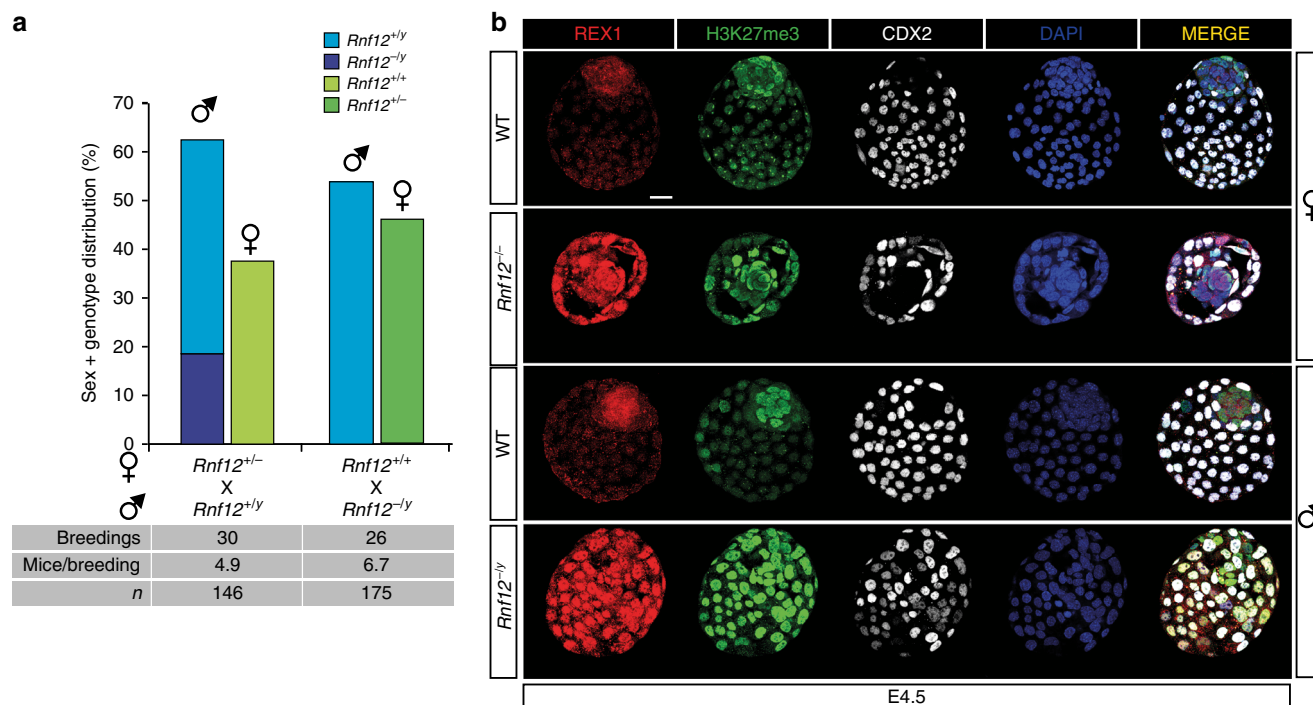 a
Rnf12+/y
Rnf12−/y
Rnf12+/+
Rnf12+/−
70
60
50
40
30
20
10
0
Sex + genotype distribution (%)
♂
♀
♂
♀
♀ Rnf12+/− Rnf12+/+
X X
♂ Rnf12+/y Rnf12−/y
Breedings 30 26
Mice/breeding 4.9 6.7
n 146 175
b
REX1 H3K27me3 CDX2 DAPI MERGE
WT
Rnf12−/−
♀
WT
Rnf12−/y
♂
E4.5